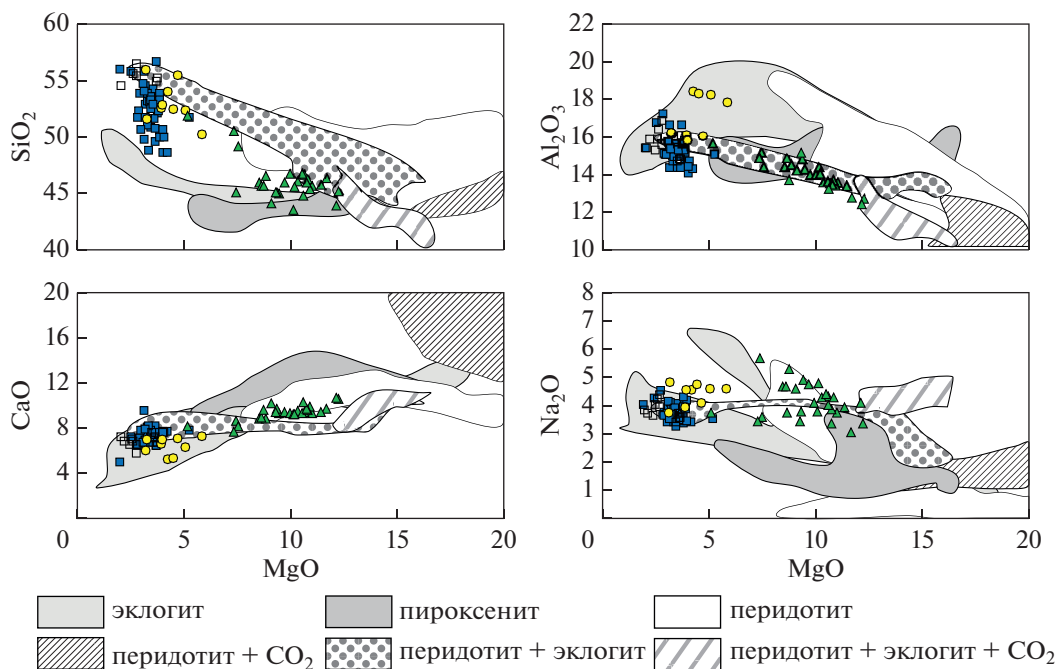 60
55
50
45
40
SiO₂
22
20
18
16
14
12
10
Al₂O₃
20
16
12
8
4
CaO
0 5 10 15 20
MgO
8
7
6
5
4
3
2
1
Na₂O
0 5 10 15 20
MgO
эклогит пироксенит перидотит
перидотит + CO₂ перидотит + эклогит перидотит + эклогит + CO₂